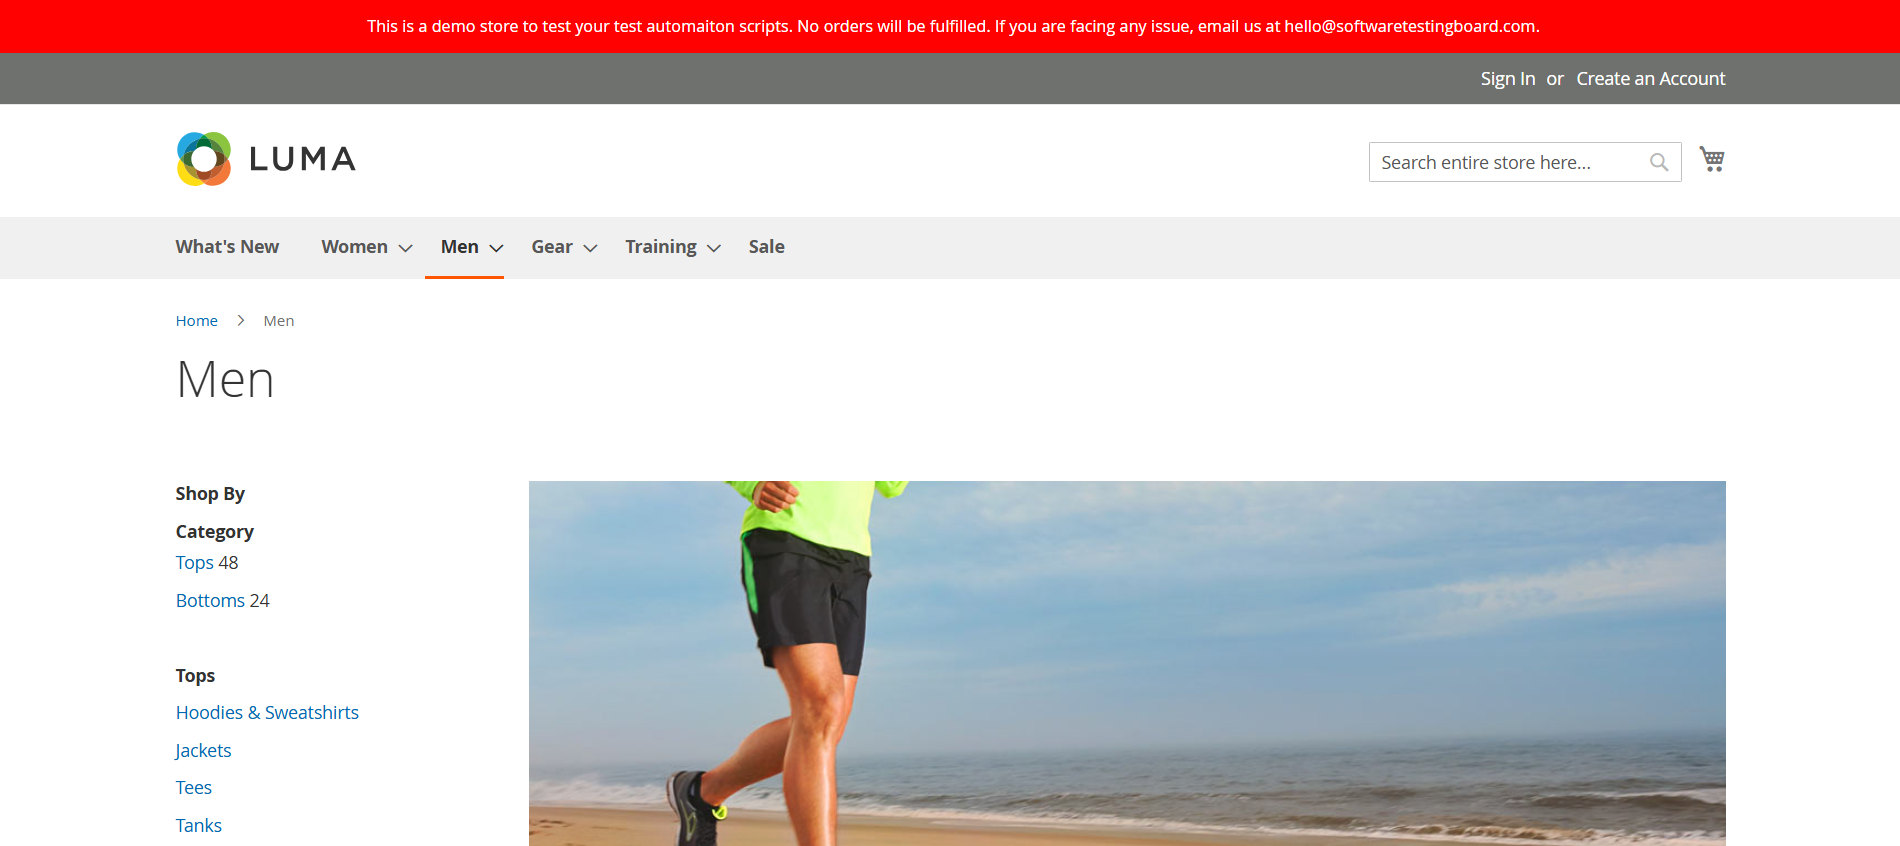 This is a demo store to test your test automaiton scripts. No orders will be fulfilled. If you are facing any issue, email us at hello@softwaretestingboard.com.
Sign In or Create an Account
LUMA
Search entire store here...
What's New Women Men Gear Training Sale
Home Men
Men
Shop By
Category
Tops 48
Bottoms 24
Tops
Hoodies & Sweatshirts
Jackets
Tees
Tanks